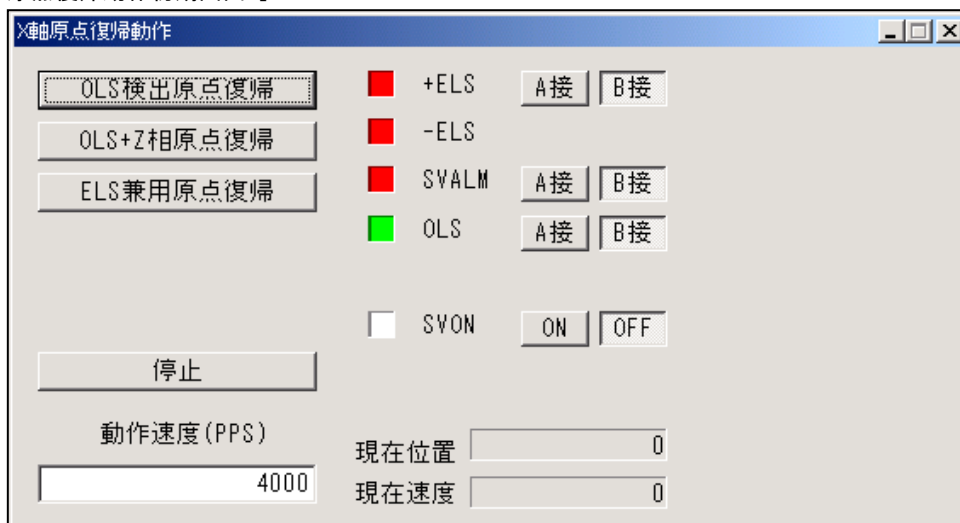 X軸原点復帰動作
OLS検出原点復帰
+ELS A接 B接
OLS+Z相原点復帰
-ELS
ELS兼用原点復帰
SVALM A接 B接
OLS A接 B接
SVON ON OFF
停止
動作速度(PPS)
現在位置 0
4000
現在速度 0